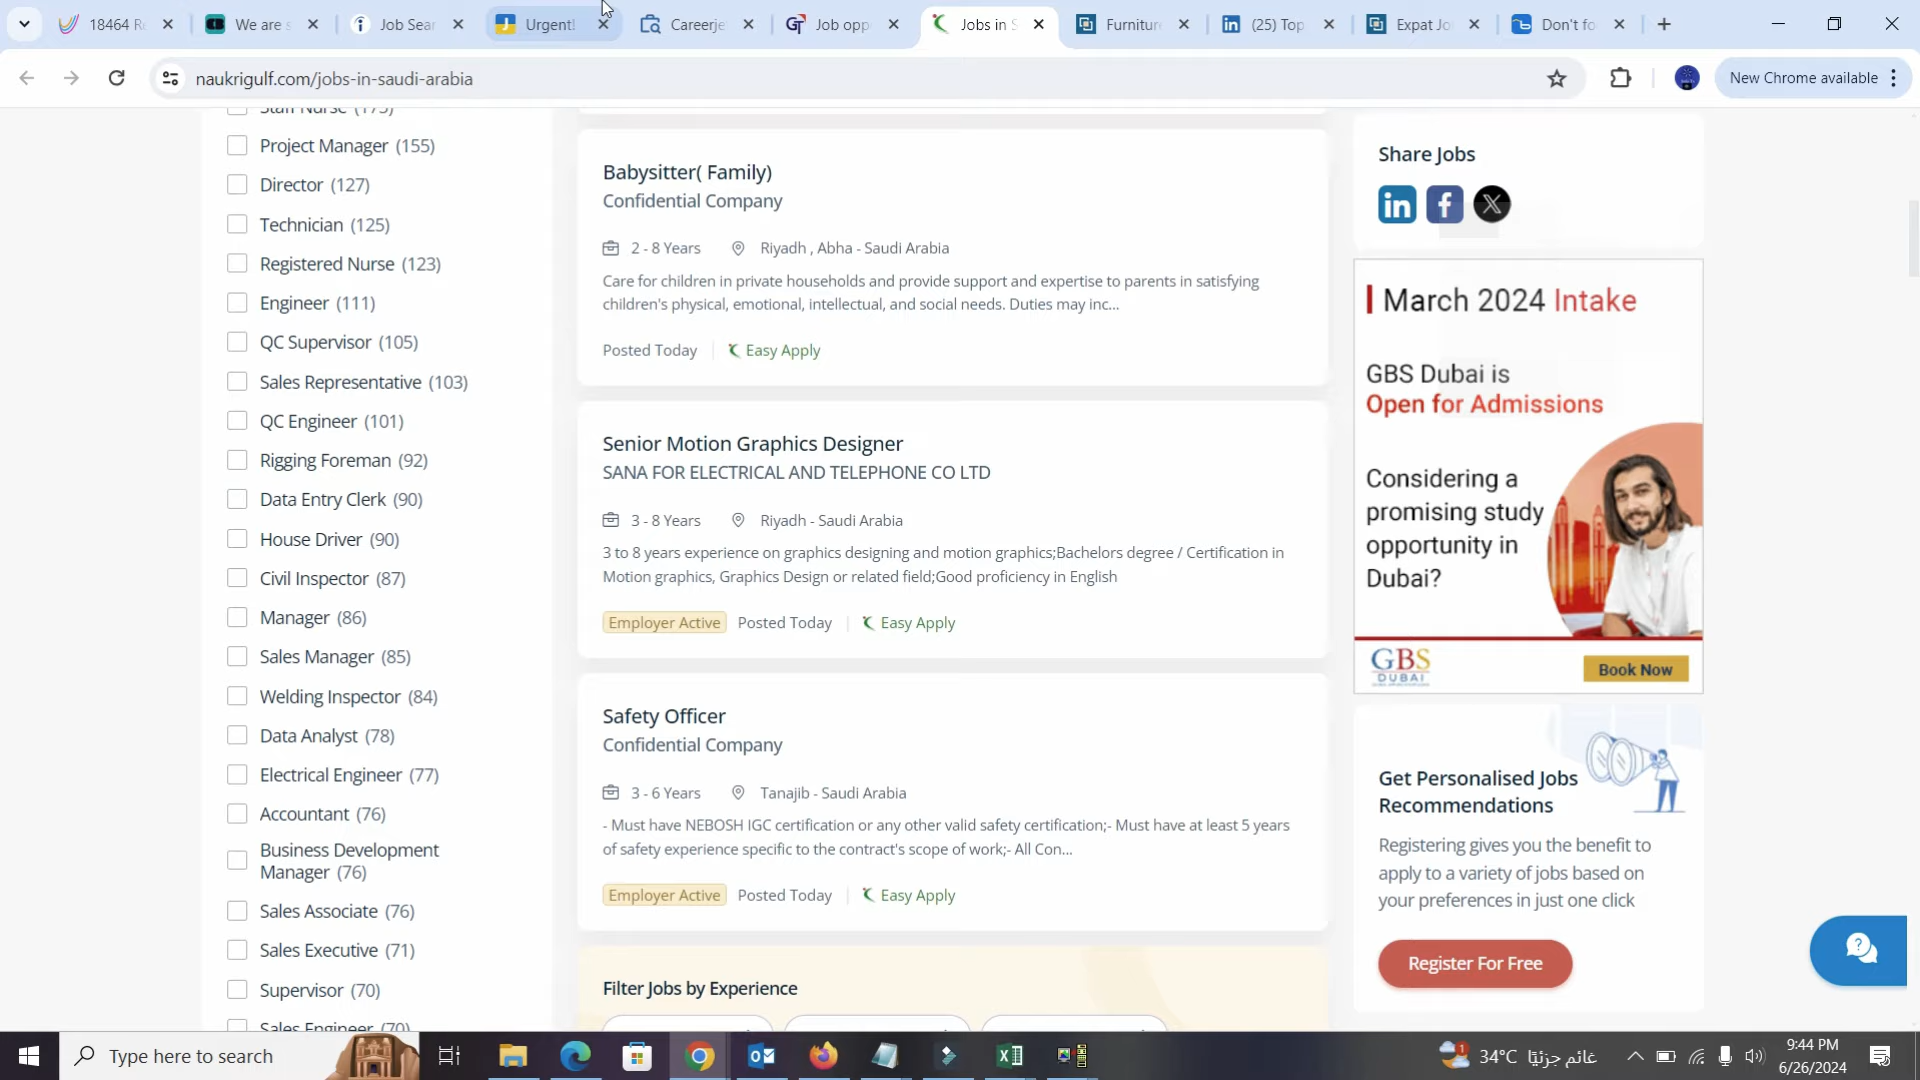 18464 Re
We are s
Job Sear
Urgent!
Careerje
Job opp
Jobs in S
Furniture
(25) Top
Expat Jo
Don't fo
naukrigulf.com/jobs-in-saudi-arabia
New Chrome available
Staff Nurse (175)
Project Manager (155)
Director (127)
Technician (125)
Registered Nurse (123)
Engineer (111)
QC Supervisor (105)
Sales Representative (103)
QC Engineer (101)
Rigging Foreman (92)
Data Entry Clerk (90)
House Driver (90)
Civil Inspector (87)
Manager (86)
Sales Manager (85)
Welding Inspector (84)
Data Analyst (78)
Electrical Engineer (77)
Accountant (76)
Business Development
Manager (76)
Sales Associate (76)
Sales Executive (71)
Supervisor (70)
Sales Engineer (70)
Babysitter( Family)
Confidential Company
2 - 8 Years Riyadh , Abha - Saudi Arabia
Care for children in private households and provide support and expertise to parents in satisfying
children's physical, emotional, intellectual, and social needs. Duties may inc...
Posted Today Easy Apply
Senior Motion Graphics Designer
SANA FOR ELECTRICAL AND TELEPHONE CO LTD
3 - 8 Years Riyadh - Saudi Arabia
3 to 8 years experience on graphics designing and motion graphics;Bachelors degree / Certification in
Motion graphics, Graphics Design or related field;Good proficiency in English
Employer Active Posted Today Easy Apply
Safety Officer
Confidential Company
3 - 6 Years Tanajib - Saudi Arabia
- Must have NEBOSH IGC certification or any other valid safety certification;- Must have at least 5 years
of safety experience specific to the contract's scope of work;- All Con...
Employer Active Posted Today Easy Apply
Filter Jobs by Experience
Share Jobs
March 2024 Intake
GBS Dubai is
Open for Admissions
Considering a
promising study
opportunity in
Dubai?
GBS
DUBAI
Book Now
Get Personalised Jobs
Recommendations
Registering gives you the benefit to
apply to a variety of jobs based on
your preferences in just one click
Register For Free
Type here to search
34°C غائم جزئيًا
9:44 PM
6/26/2024